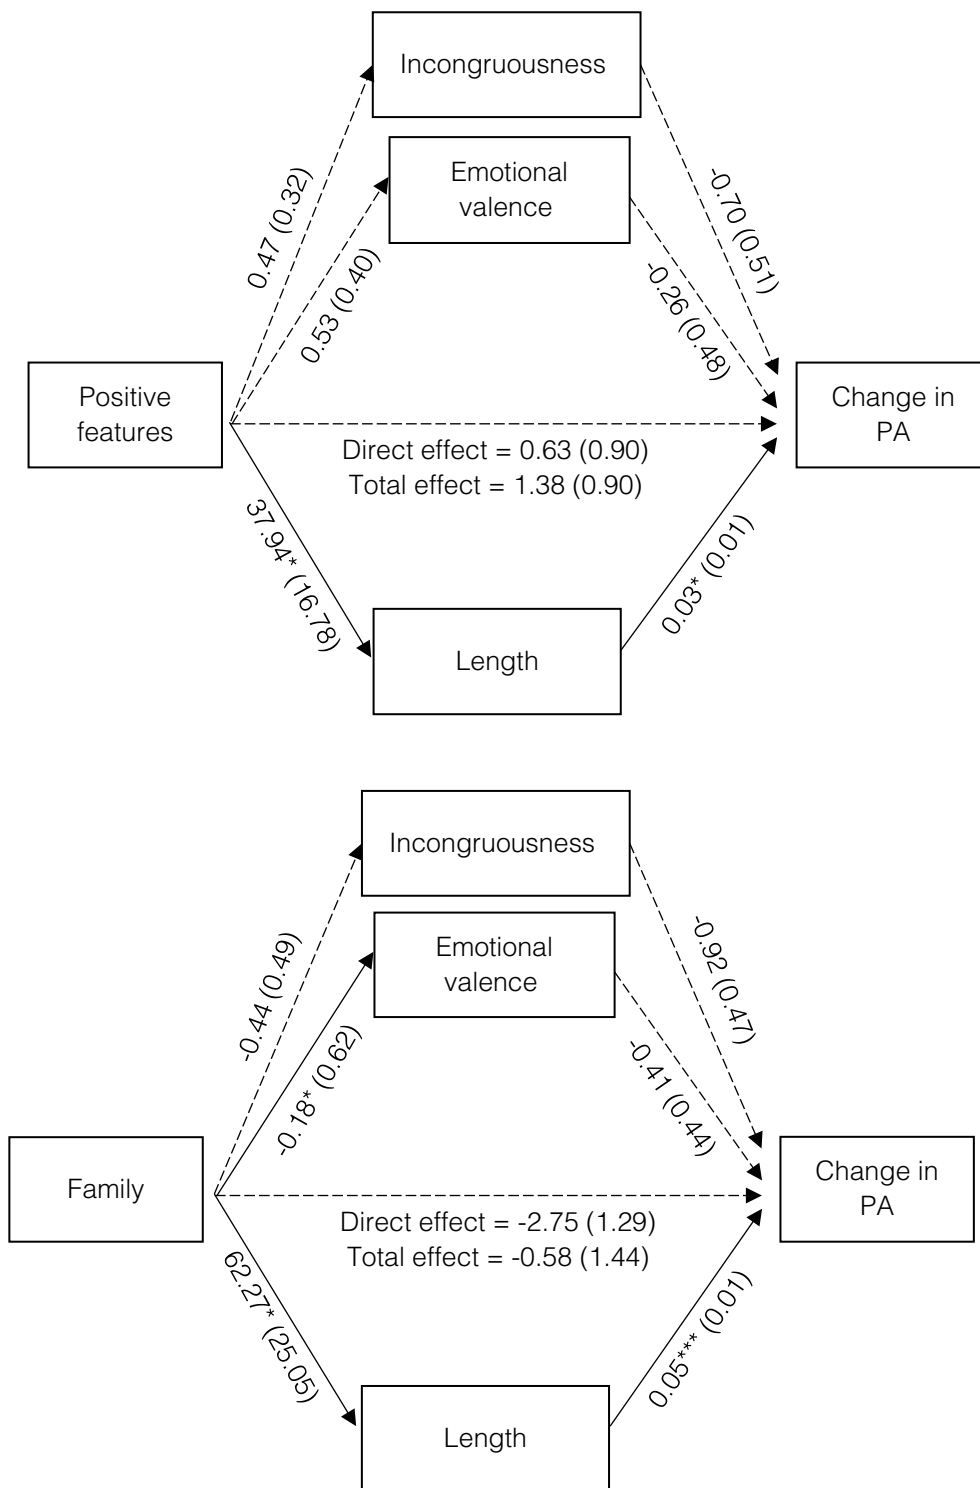 Incongruousness
Emotional
valence
0.47 (0.32)
0.53 (0.40)
-0.70 (0.51)
-0.26 (0.48)
Positive
features
Change in
PA
Direct effect = 0.63 (0.90)
Total effect = 1.38 (0.90)
37.94* (16.78)
0.03* (0.01)
Length
Incongruousness
Emotional
valence
-0.44 (0.49)
-0.18* (0.62)
-0.92 (0.47)
-0.41 (0.44)
Family
Change in
PA
Direct effect = -2.75 (1.29)
Total effect = -0.58 (1.44)
62.27* (25.05)
0.05*** (0.01)
Length